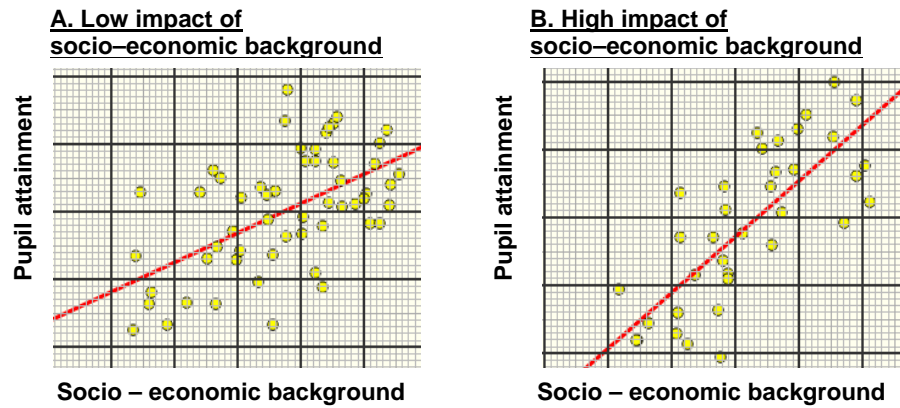 A. Low impact of
socio–economic background
Pupil attainment
Socio – economic background
B. High impact of
socio–economic background
Pupil attainment
Socio – economic background